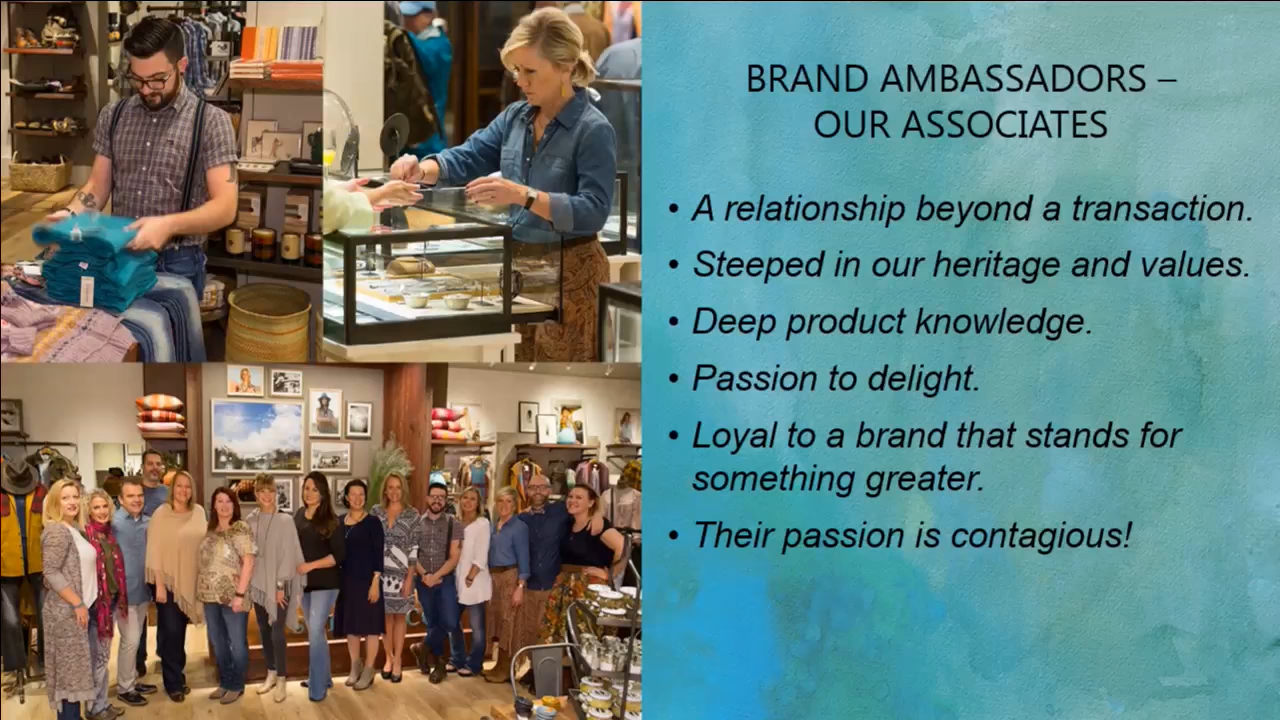 BRAND AMBASSADORS –
OUR ASSOCIATES
• A relationship beyond a transaction.
• Steeped in our heritage and values.
• Deep product knowledge.
• Passion to delight.
• Loyal to a brand that stands for
something greater.
• Their passion is contagious!